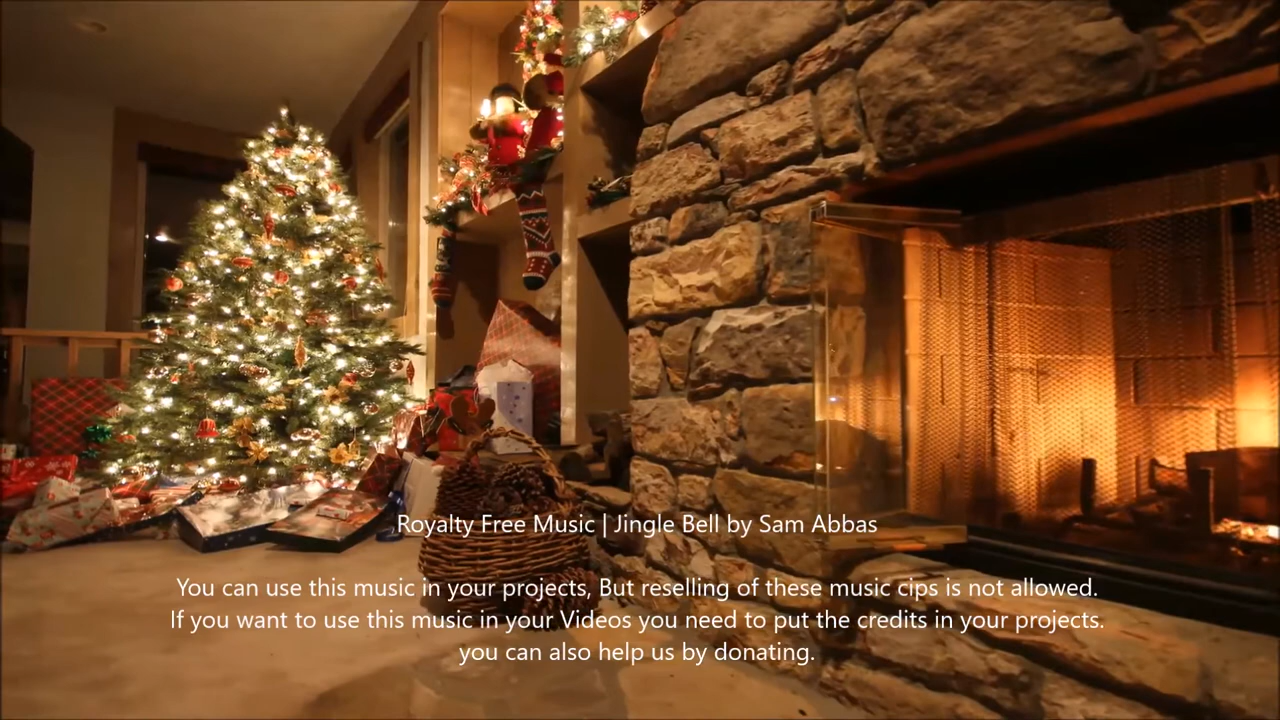 Royalty Free Music | Jingle Bell by Sam Abbas
You can use this music in your projects, But reselling of these music cips is not allowed.
If you want to use this music in your Videos you need to put the credits in your projects.
you can also help us by donating.